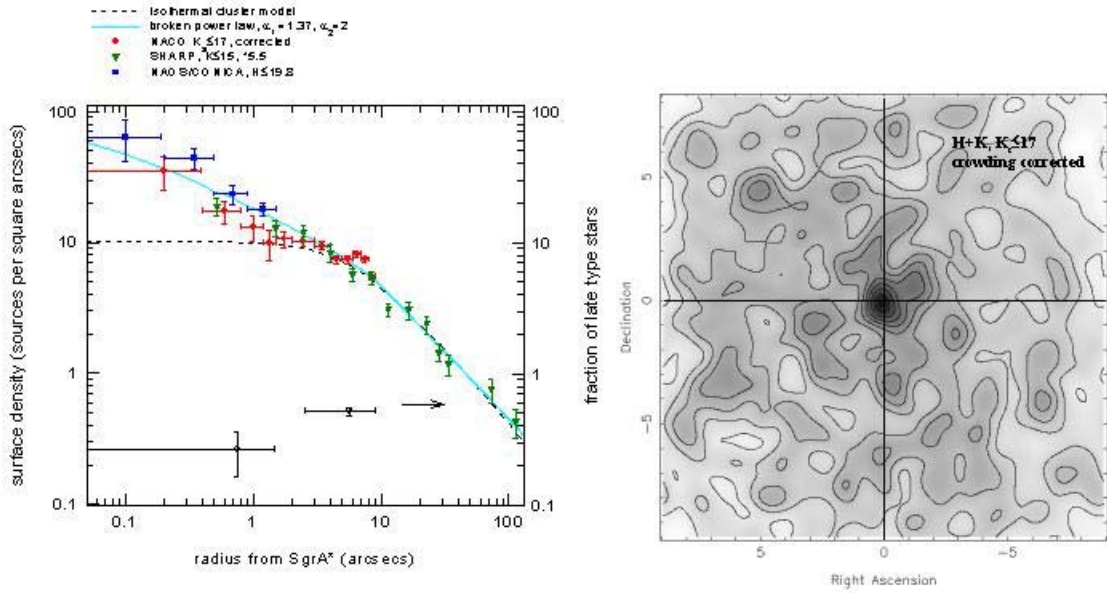 isothermal cluster model
broken power law, α₁ = 1.37, α₂=2
NACO K≤17, corrected
SHARP, K≤15, *5.5
NAOS/CONICA, H≤19.8
surface density (sources per square arcsecs)
100
10
1
0.1
0.1
1
10
100
radius from SgrA* (arcsecs)
100
10
1
0.1
fraction of late type stars
H+K, Kₛ≤17
crowding corrected
Declination
5
0
−5
5
0
−5
Right Ascension